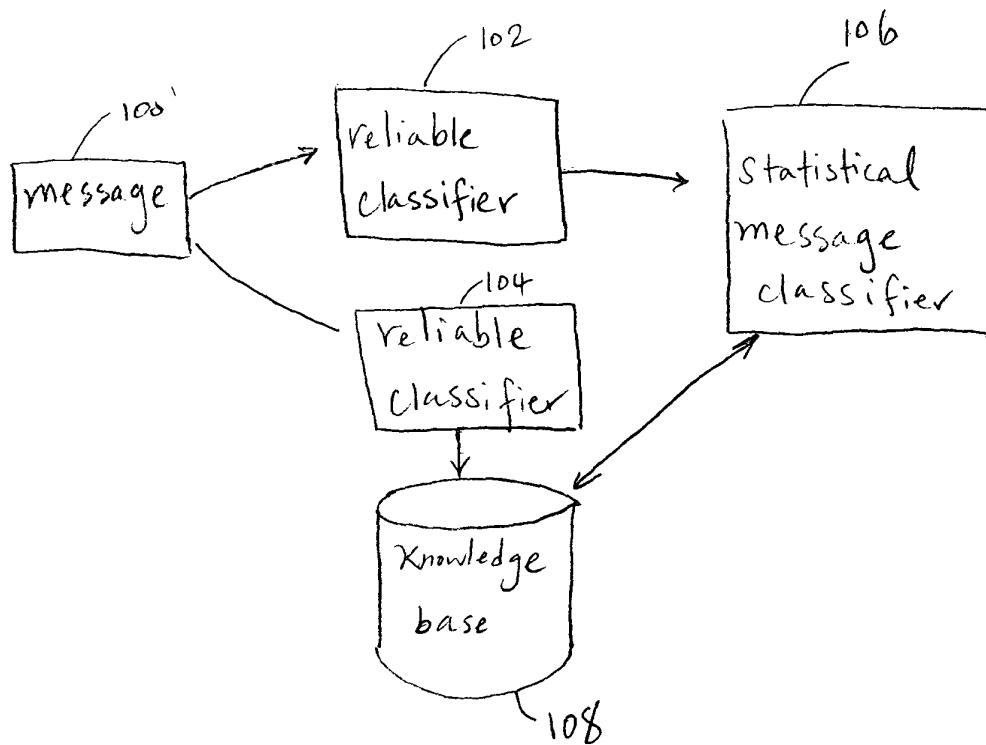 100
message
102
reliable
classifier
106
Statistical
message
classifier
104
reliable
classifier
Knowledge
base
108